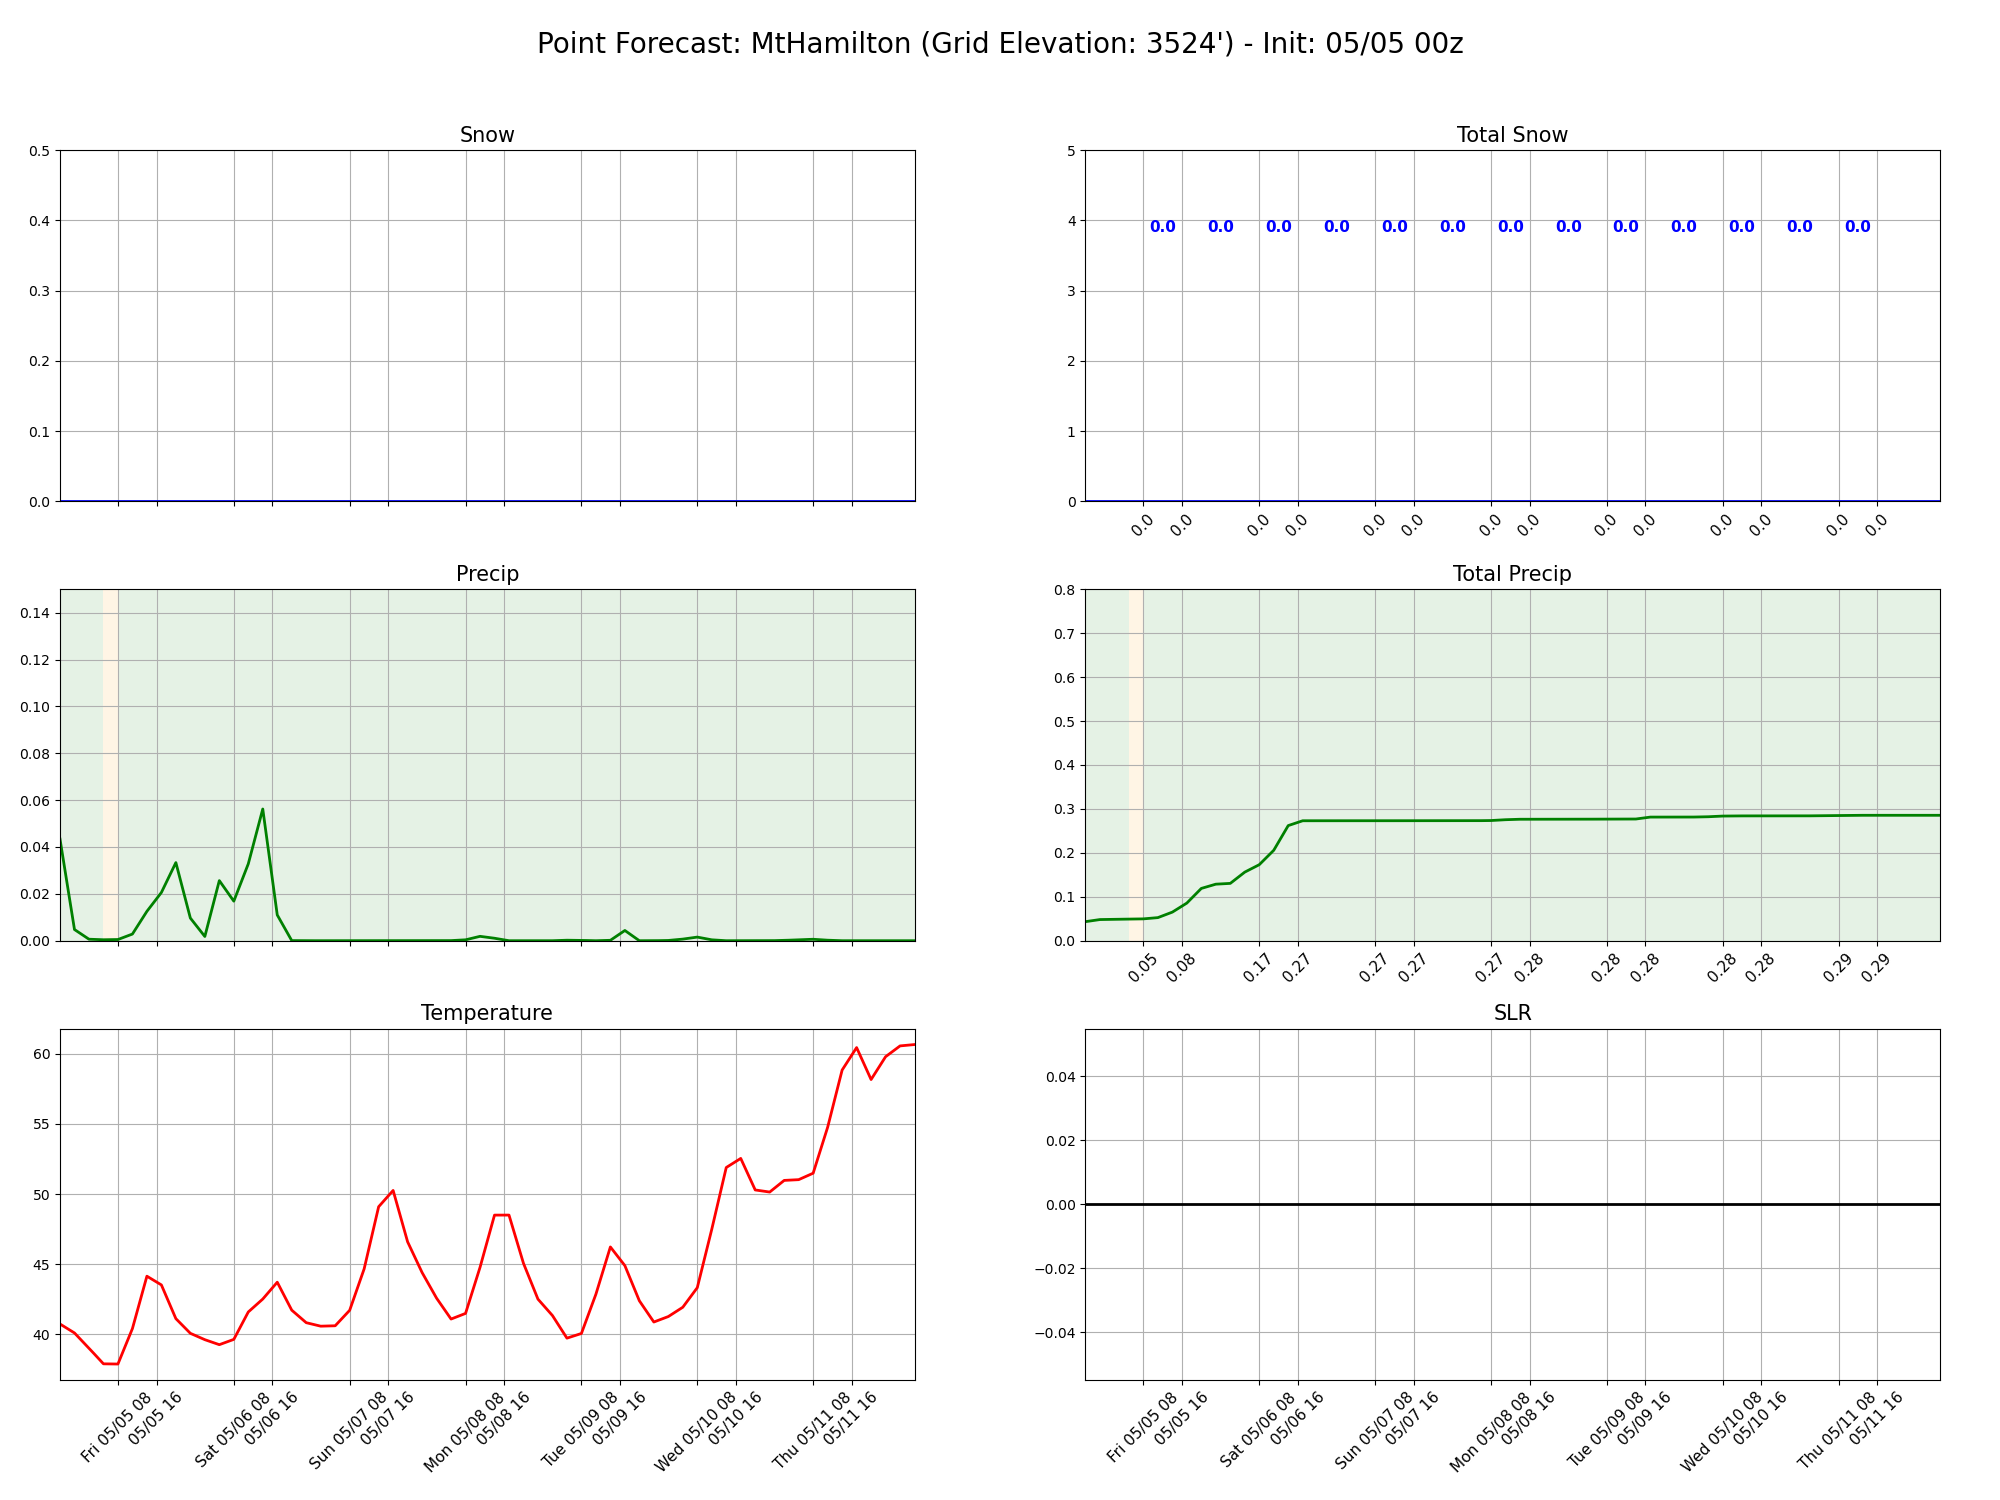 Point Forecast: MtHamilton (Grid Elevation: 3524') - Init: 05/05 00z
Snow
0.5
0.4
0.3
0.2
0.1
0.0
Total Snow
5
4
3
2
1
0
0.0 0.0 0.0 0.0 0.0 0.0 0.0 0.0 0.0 0.0 0.0 0.0 0.0
0.0 0.0 0.0 0.0 0.0 0.0 0.0 0.0 0.0 0.0 0.0 0.0 0.0 0.0
Precip
0.14
0.12
0.10
0.08
0.06
0.04
0.02
0.00
Total Precip
0.8
0.7
0.6
0.5
0.4
0.3
0.2
0.1
0.0
0.05 0.08 0.17 0.27 0.27 0.27 0.27 0.28 0.28 0.28 0.28 0.28 0.29 0.29
Temperature
60
55
50
45
40
Fri 05/05 08
05/05 16
Sat 05/06 08
05/06 16
Sun 05/07 08
05/07 16
Mon 05/08 08
05/08 16
Tue 05/09 08
05/09 16
Wed 05/10 08
05/10 16
Thu 05/11 08
05/11 16
SLR
0.04
0.02
0.00
−0.02
−0.04
Fri 05/05 08
05/05 16
Sat 05/06 08
05/06 16
Sun 05/07 08
05/07 16
Mon 05/08 08
05/08 16
Tue 05/09 08
05/09 16
Wed 05/10 08
05/10 16
Thu 05/11 08
05/11 16